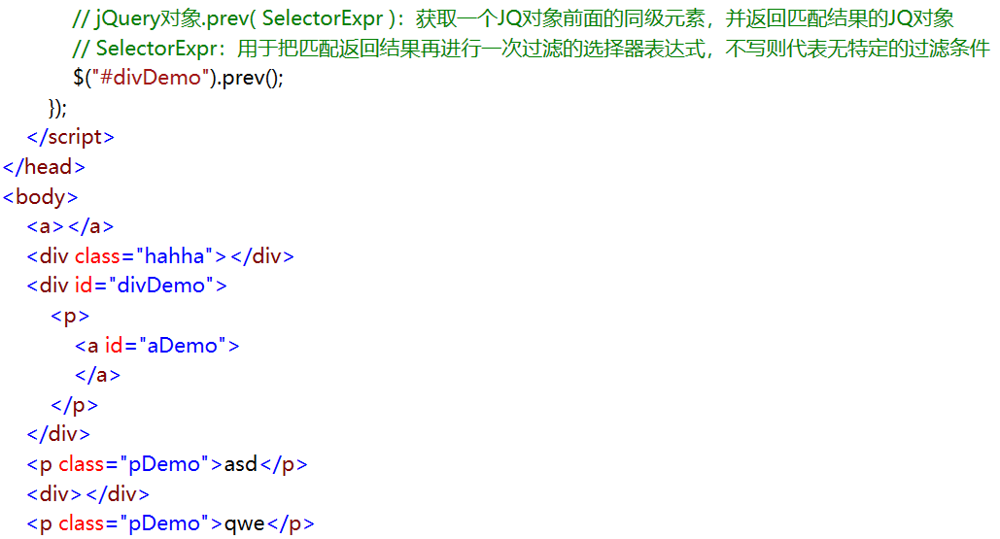 // jQuery对象.prev( SelectorExpr )：获取一个JQ对象前面的同级元素，并返回匹配结果的JQ对象
// SelectorExpr：用于把匹配返回结果再进行一次过滤的选择器表达式，不写则代表无特定的过滤条件
$("#divDemo").prev();
});
</script>
</head>
<body>
<a></a>
<div class="hahha"></div>
<div id="divDemo">
<p>
<a id="aDemo">
</a>
</p>
</div>
<p class="pDemo">asd</p>
<div></div>
<p class="pDemo">qwe</p>